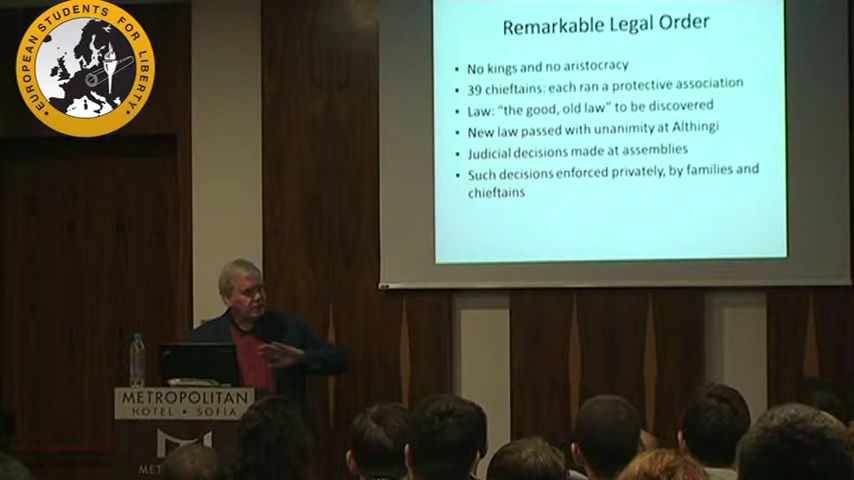 EUROPEAN STUDENTS FOR LIBERTY
Remarkable Legal Order
• No kings and no aristocracy
• 39 chieftains: each ran a protective association
• Law: "the good, old law" to be discovered
• New law passed with unanimity at Althingi
• Judicial decisions made at assemblies
• Such decisions enforced privately, by families and
chieftains
METROPOLITAN
HOTEL • SOFIA